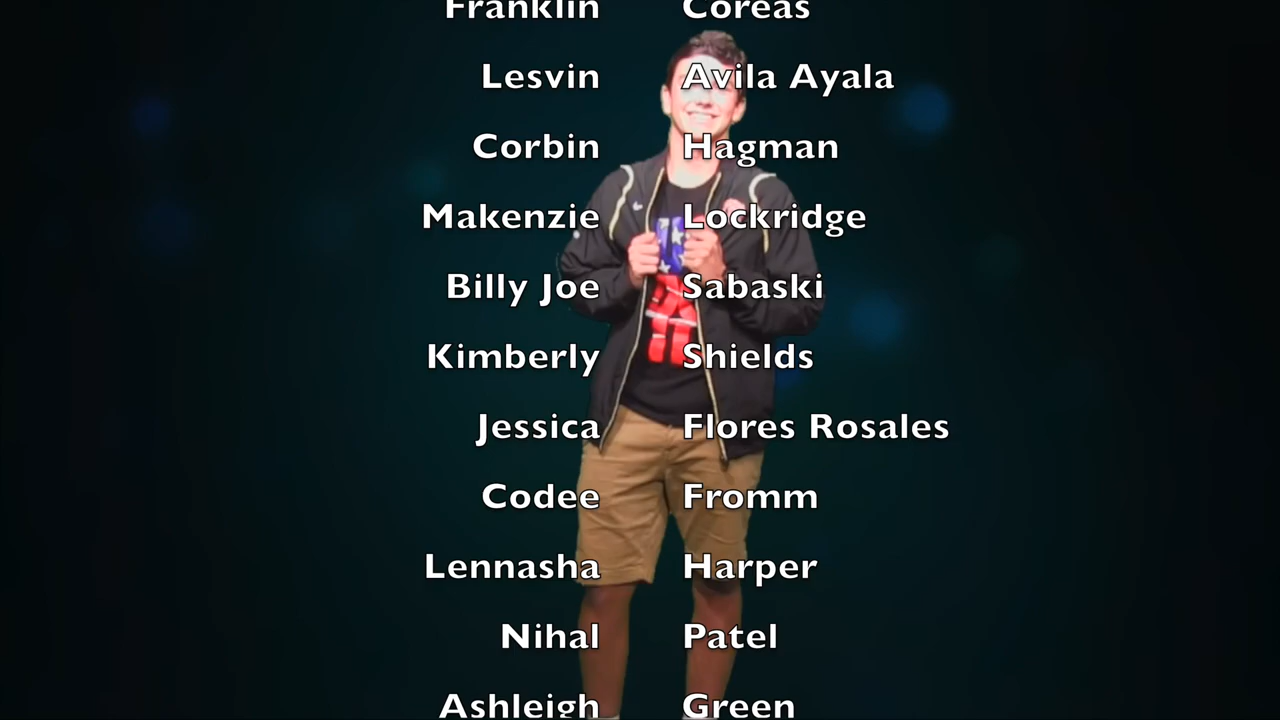 Franklin Coreas
Lesvin Avila Ayala
Corbin Hagman
Makenzie Lockridge
Billy Joe Sabaski
Kimberly Shields
Jessica Flores Rosales
Codee Fromm
Lennasha Harper
Nihal Patel
Ashleigh Green